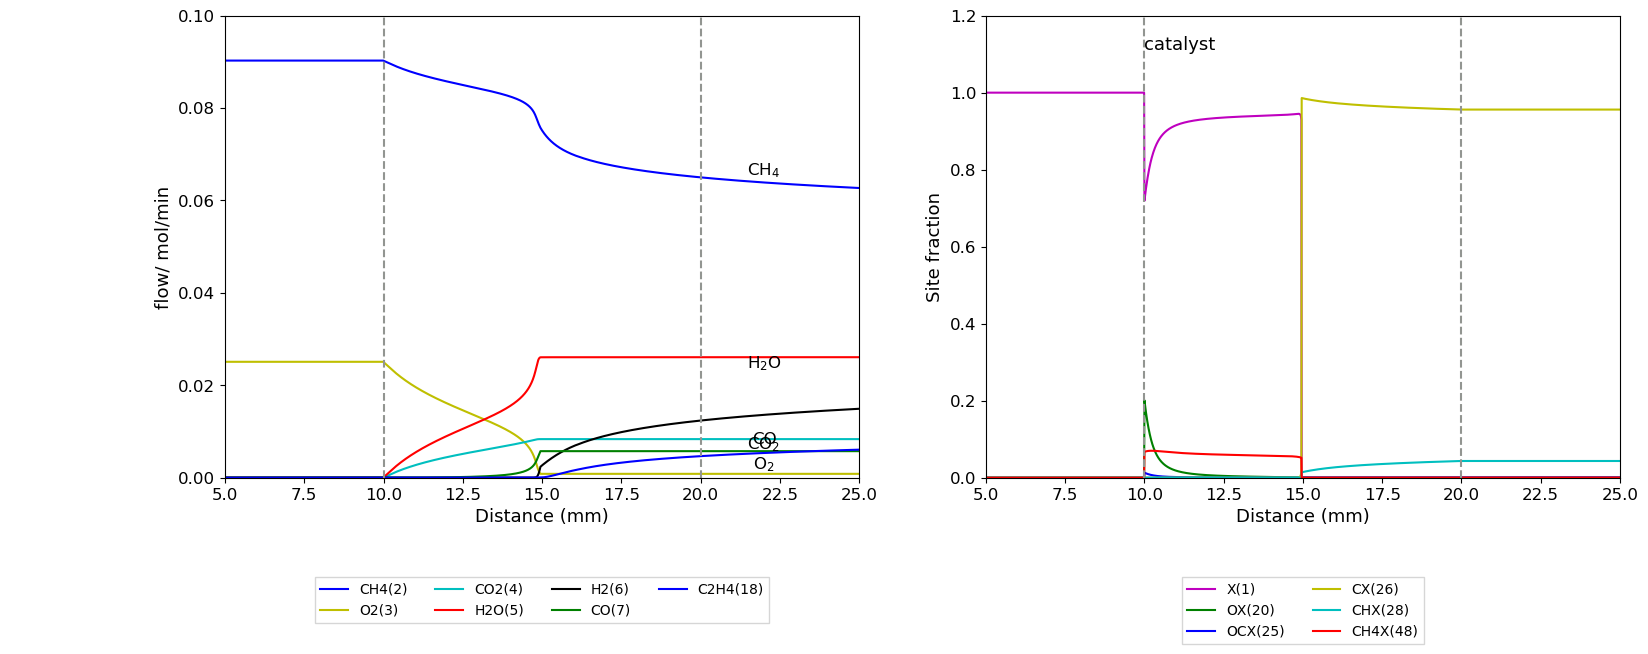 0.10
0.08
0.06
0.04
0.02
0.00
flow/ mol/min
CH4
H2O
CO
CO2
O2
5.0 7.5 10.0 12.5 15.0 17.5 20.0 22.5 25.0
Distance (mm)
CH4(2) CO2(4) H2(6) C2H4(18)
O2(3) H2O(5) CO(7)
1.2
1.0
0.8
0.6
0.4
0.2
0.0
Site fraction
catalyst
5.0 7.5 10.0 12.5 15.0 17.5 20.0 22.5 25.0
Distance (mm)
X(1) CX(26)
OX(20) CHX(28)
OCX(25) CH4X(48)